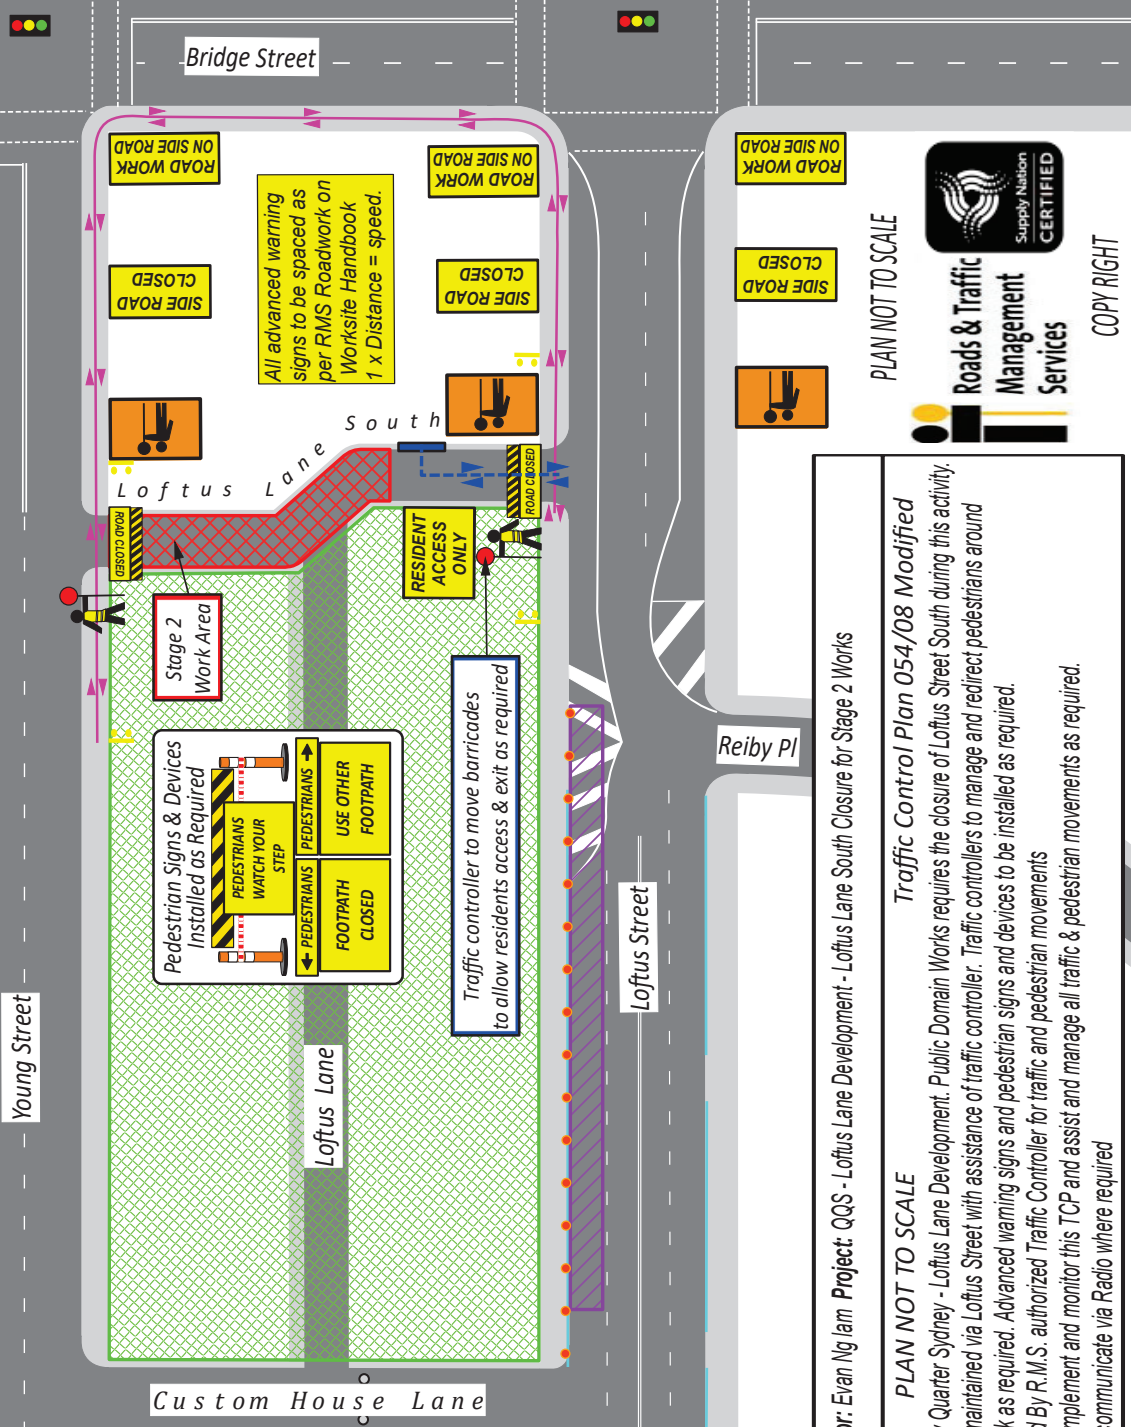 Bridge Street
ROAD WORK
ON SIDE ROAD
ROAD WORK
ON SIDE ROAD
ROAD WORK
ON SIDE ROAD
SIDE ROAD
CLOSED
SIDE ROAD
CLOSED
SIDE ROAD
CLOSED
All advanced warning
signs to be spaced as
per RMS Roadwork on
Worksite Handbook
1 x Distance = speed.
PLAN NOT TO SCALE
Supply Nation
CERTIFIED
Roads & Traffic
Management
Services
COPY RIGHT
Loftus Lane South
ROAD CLOSED
ROAD CLOSED
RESIDENT
ACCESS
ONLY
Stage 2
Work Area
Pedestrian Signs & Devices
Installed as Required
PEDESTRIANS
WATCH YOUR
STEP
PEDESTRIANS
FOOTPATH
CLOSED
PEDESTRIANS
USE OTHER
FOOTPATH
Traffic controller to move barricades
to allow residents access & exit as required
Reiby Pl
Young Street
Loftus Lane
Loftus Street
Custom House Lane
or: Evan Ng Iam Project: QQS - Loftus Lane Development - Loftus Lane South Closure for Stage 2 Works
PLAN NOT TO SCALE Traffic Control Plan 054/08 Modified
Quarter Sydney - Loftus Lane Development. Public Domain Works requires the closure of Loftus Street South during this activity.
maintained via Loftus Street with assistance of traffic controller. Traffic controllers to manage and redirect pedestrians around
k as required. Advanced warning signs and pedestrian signs and devices to be installed as required.
d By R.M.S. authorized Traffic Controller for traffic and pedestrian movements
mplement and monitor this TCP and assist and manage all traffic & pedestrian movements as required.
ommunicate via Radio where required